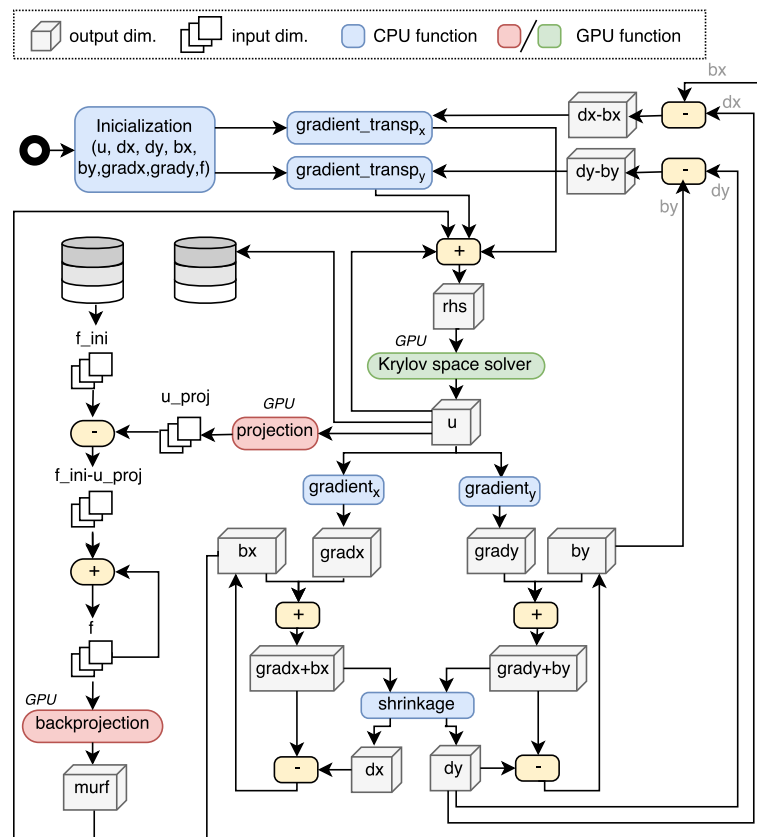 output dim.
input dim.
CPU function
/
GPU function
bx
dx
Inicialization
(u, dx, dy, bx,
by,gradx,grady,f)
gradient_transpx
dx-bx
-
gradient_transpy
dy-by
-
by
dy
+
rhs
f_ini
GPU
Krylov space solver
u_proj
GPU
-
projection
u
f_ini-u_proj
gradientx
gradienty
bx
gradx
grady
by
+
+
+
f
gradx+bx
grady+by
GPU
backprojection
shrinkage
murf
-
dx
dy
-